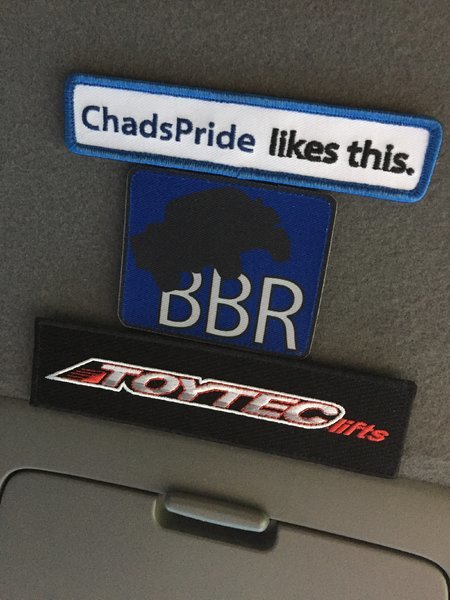 ChadsPride likes this.
BBR
TOYTEC lifts